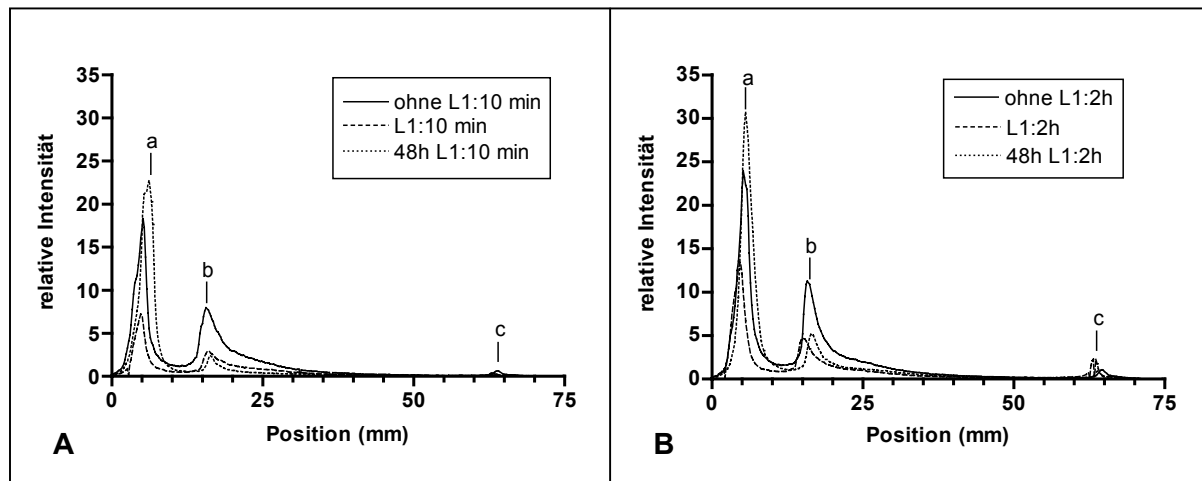 35
30
25
20
15
10
5
0
relative Intensität
0 25 50 75
Position (mm)
a
b
c
ohne L1:10 min
L1:10 min
48h L1:10 min
A
35
30
25
20
15
10
5
0
relative Intensität
0 25 50 75
Position (mm)
a
b
c
ohne L1:2h
L1:2h
48h L1:2h
B